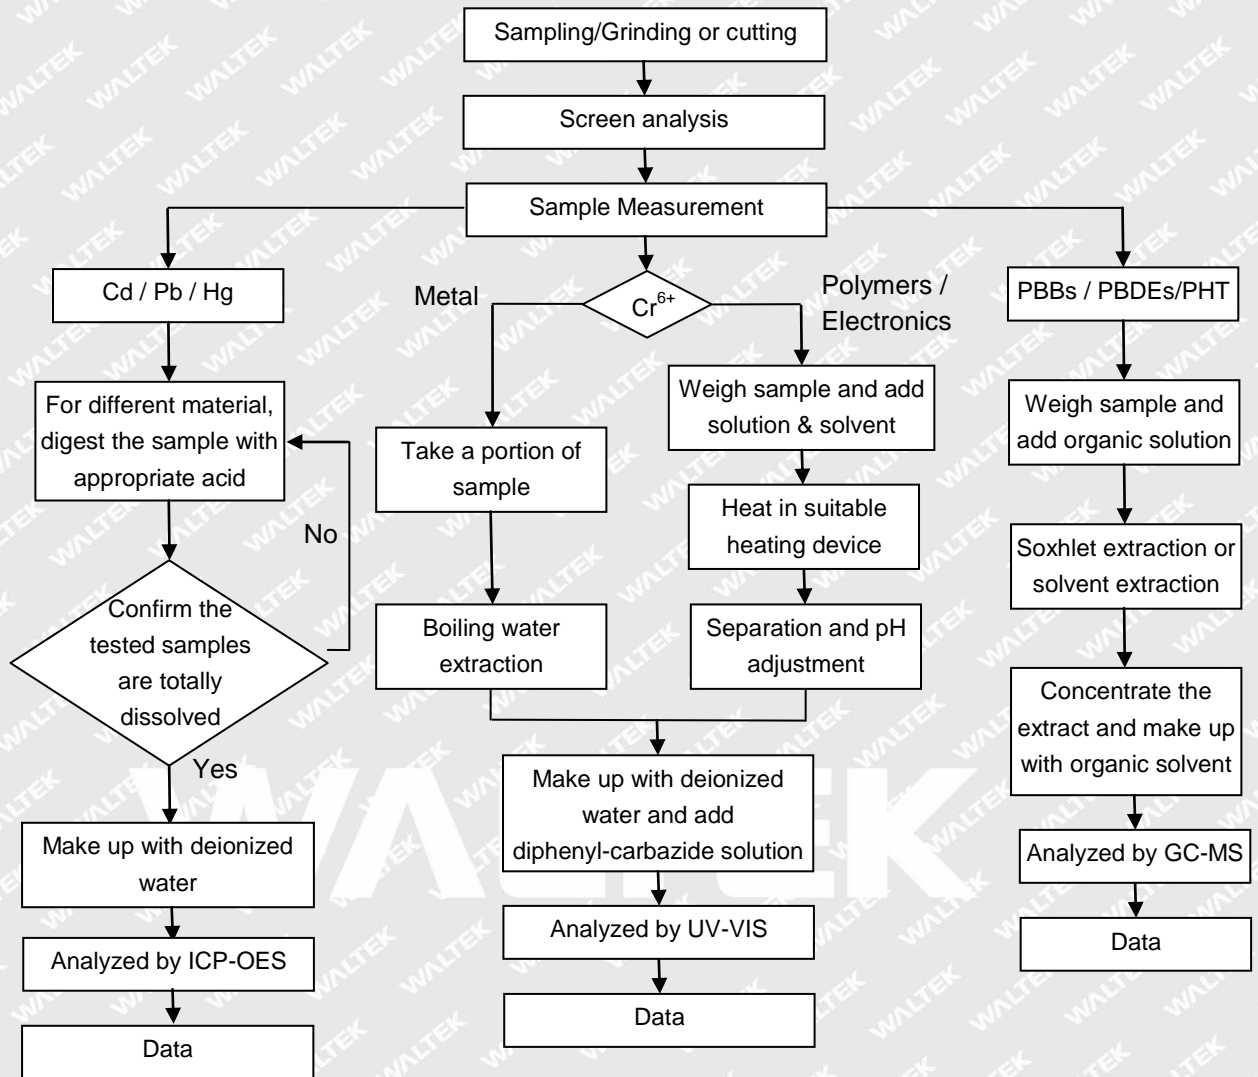 Sampling/Grinding or cutting
Screen analysis
Sample Measurement
Cd / Pb / Hg
For different material,
digest the sample with
appropriate acid
No
Confirm the
tested samples
are totally
dissolved
Yes
Make up with deionized
water
Analyzed by ICP-OES
Data
Cr⁶⁺
Metal
Take a portion of
sample
Boiling water
extraction
Polymers /
Electronics
Weigh sample and add
solution & solvent
Heat in suitable
heating device
Separation and pH
adjustment
Make up with deionized
water and add
diphenyl-carbazide solution
Analyzed by UV-VIS
Data
PBBs / PBDEs/PHT
Weigh sample and
add organic solution
Soxhlet extraction or
solvent extraction
Concentrate the
extract and make up
with organic solvent
Analyzed by GC-MS
Data
WALTEK